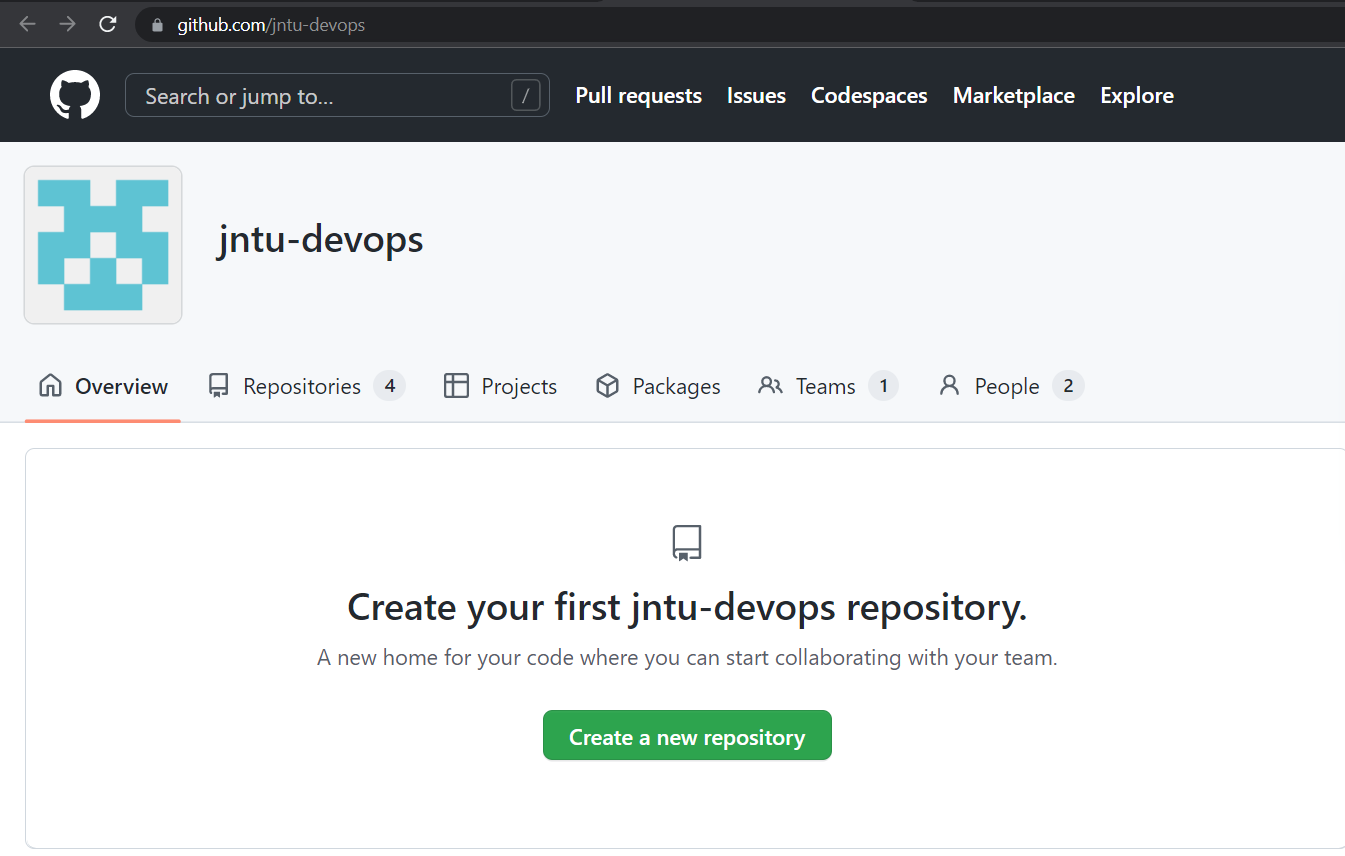 github.com/jntu-devops
Search or jump to... /
Pull requests Issues Codespaces Marketplace Explore
jntu-devops
Overview Repositories 4 Projects Packages Teams 1 People 2
Create your first jntu-devops repository.
A new home for your code where you can start collaborating with your team.
Create a new repository